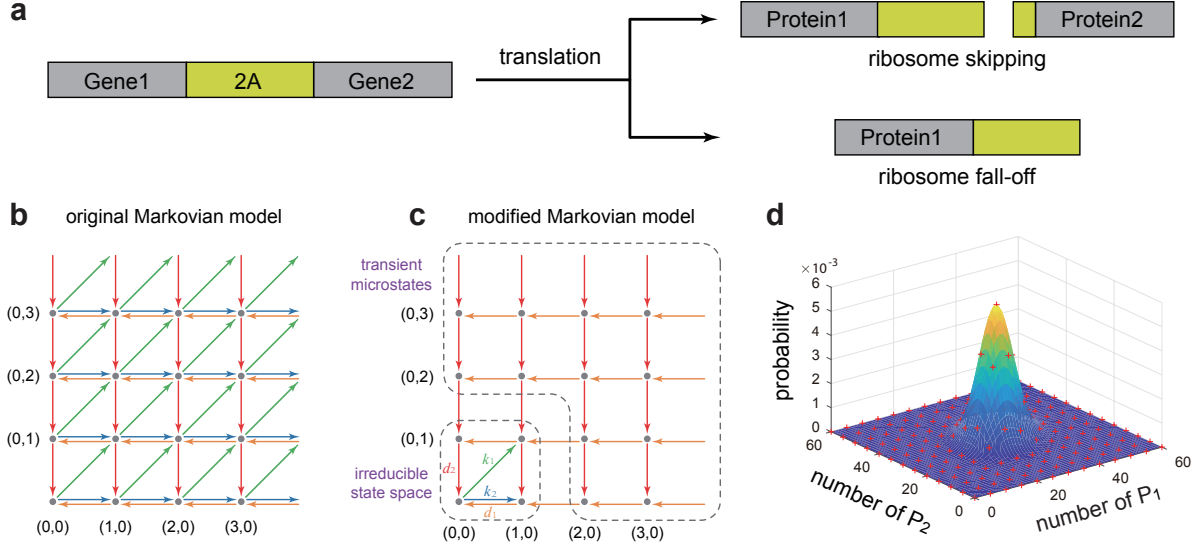 a
Gene1 2A Gene2
translation
Protein1 Protein2
ribosome skipping
Protein1
ribosome fall-off
b original Markovian model
(0,3)
(0,2)
(0,1)
(0,0) (1,0) (2,0) (3,0)
c modified Markovian model
transient
microstates
(0,3)
(0,2)
(0,1)
irreducible
state space
d₂ k₁
k₂
d₁
(0,0) (1,0) (2,0) (3,0)
d
×10⁻³
6
5
4
3
2
1
0
probability
60
40
20
0
number of P₂
0
20
40
60
number of P₁